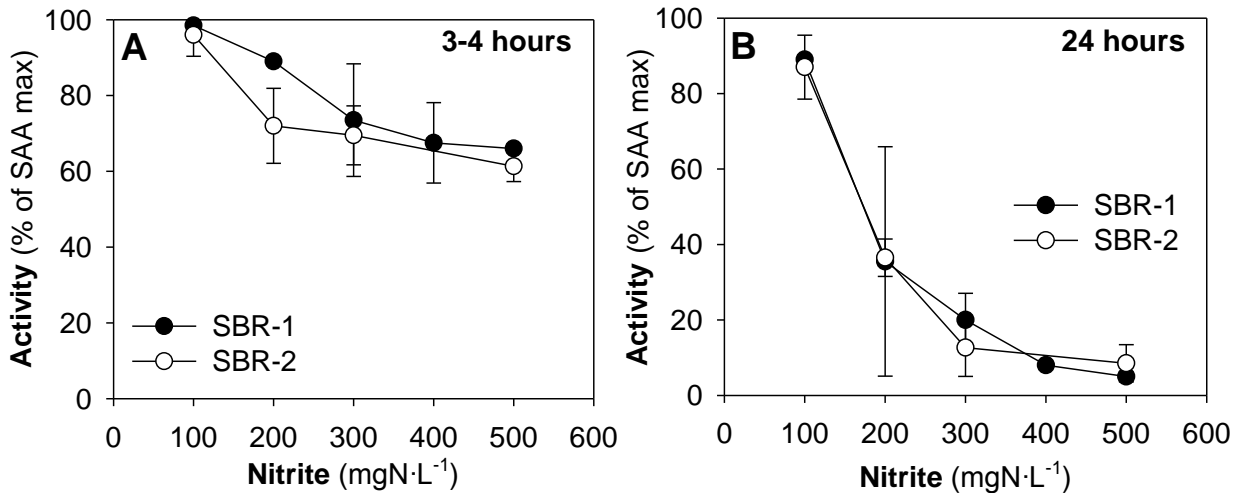 A
3-4 hours
Activity (% of SAA max)
100
80
60
40
20
0
SBR-1
SBR-2
0 100 200 300 400 500 600
Nitrite (mgN·L⁻¹)
B
24 hours
Activity (% of SAA max)
100
80
60
40
20
0
SBR-1
SBR-2
0 100 200 300 400 500 600
Nitrite (mgN·L⁻¹)